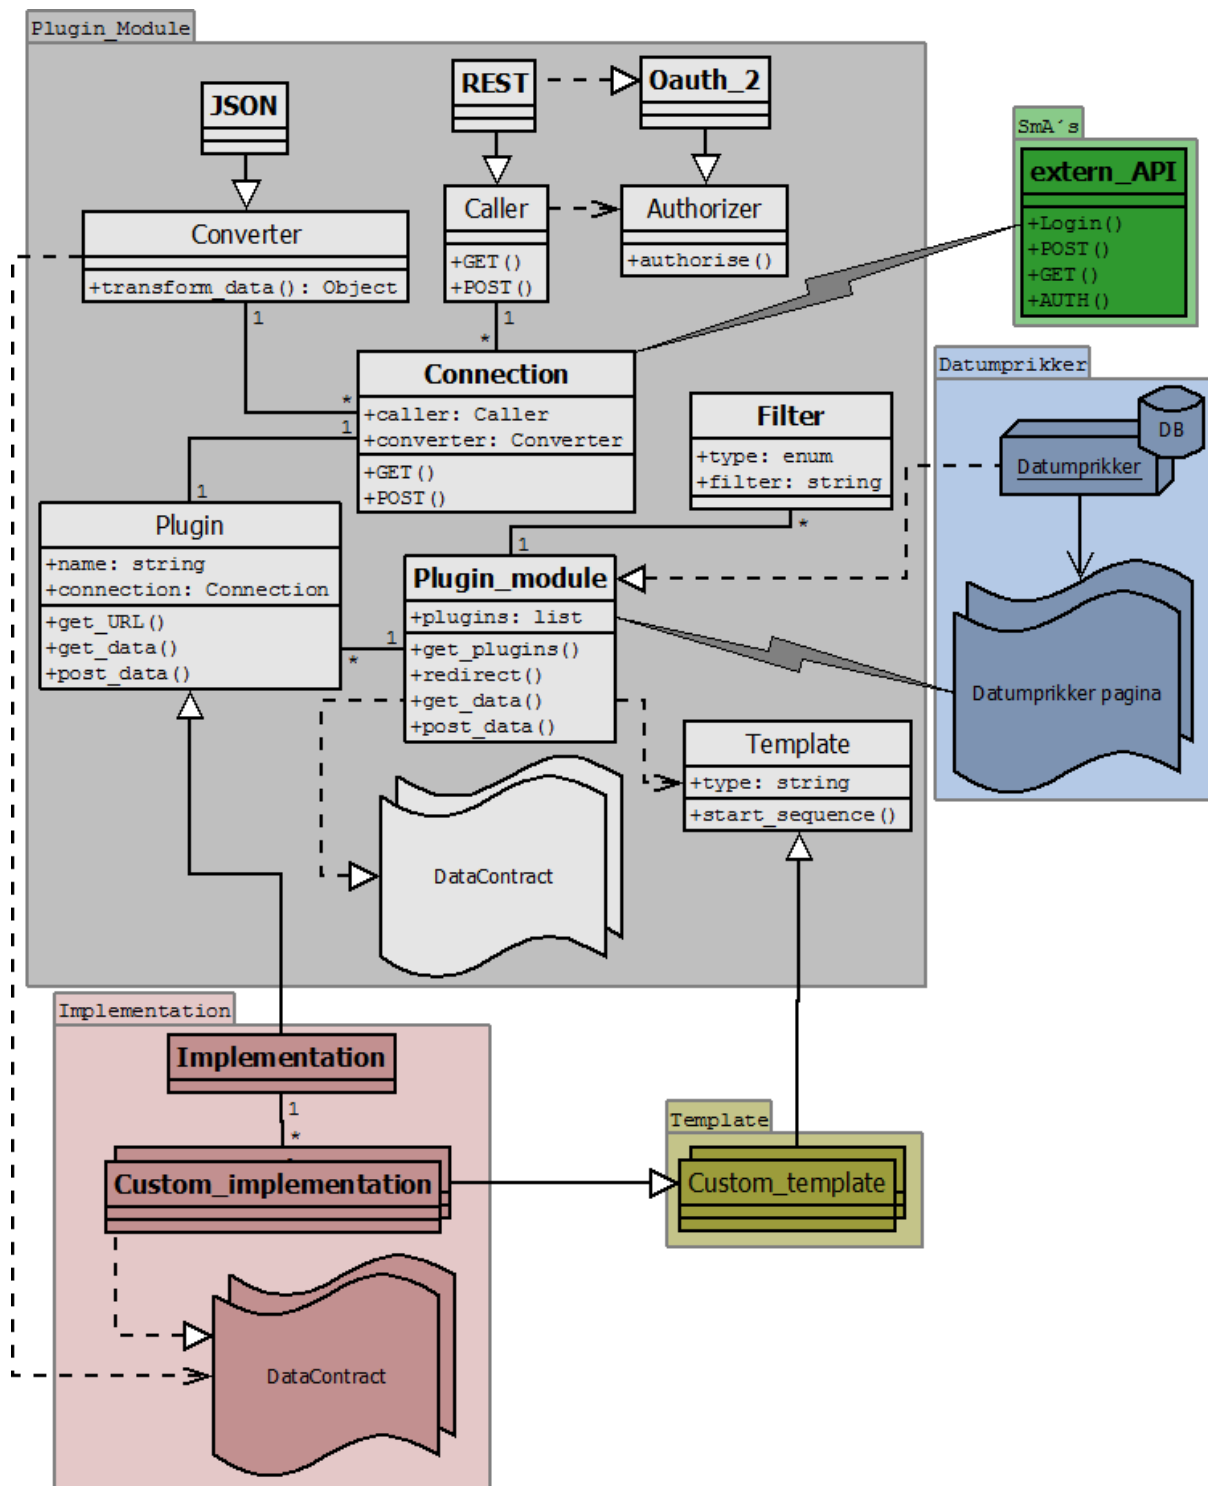 Plugin_Module
JSON
REST
Oauth_2
Converter
+transform_data(): Object
Caller
+GET()
+POST()
Authorizer
+authorise()
SmA´s
extern_API
+Login()
+POST()
+GET()
+AUTH()
1
*
1
*
Connection
+caller: Caller
+converter: Converter
+GET()
+POST()
1
1
Filter
+type: enum
+filter: string
*
1
Datumprikker
DB
Datumprikker
Datumprikker pagina
Plugin
+name: string
+connection: Connection
+get_URL()
+get_data()
+post_data()
1
*
Plugin_module
+plugins: list
+get_plugins()
+redirect()
+get_data()
+post_data()
Template
+type: string
+start_sequence()
DataContract
Implementation
Implementation
1
*
Custom_implementation
DataContract
Template
Custom_template